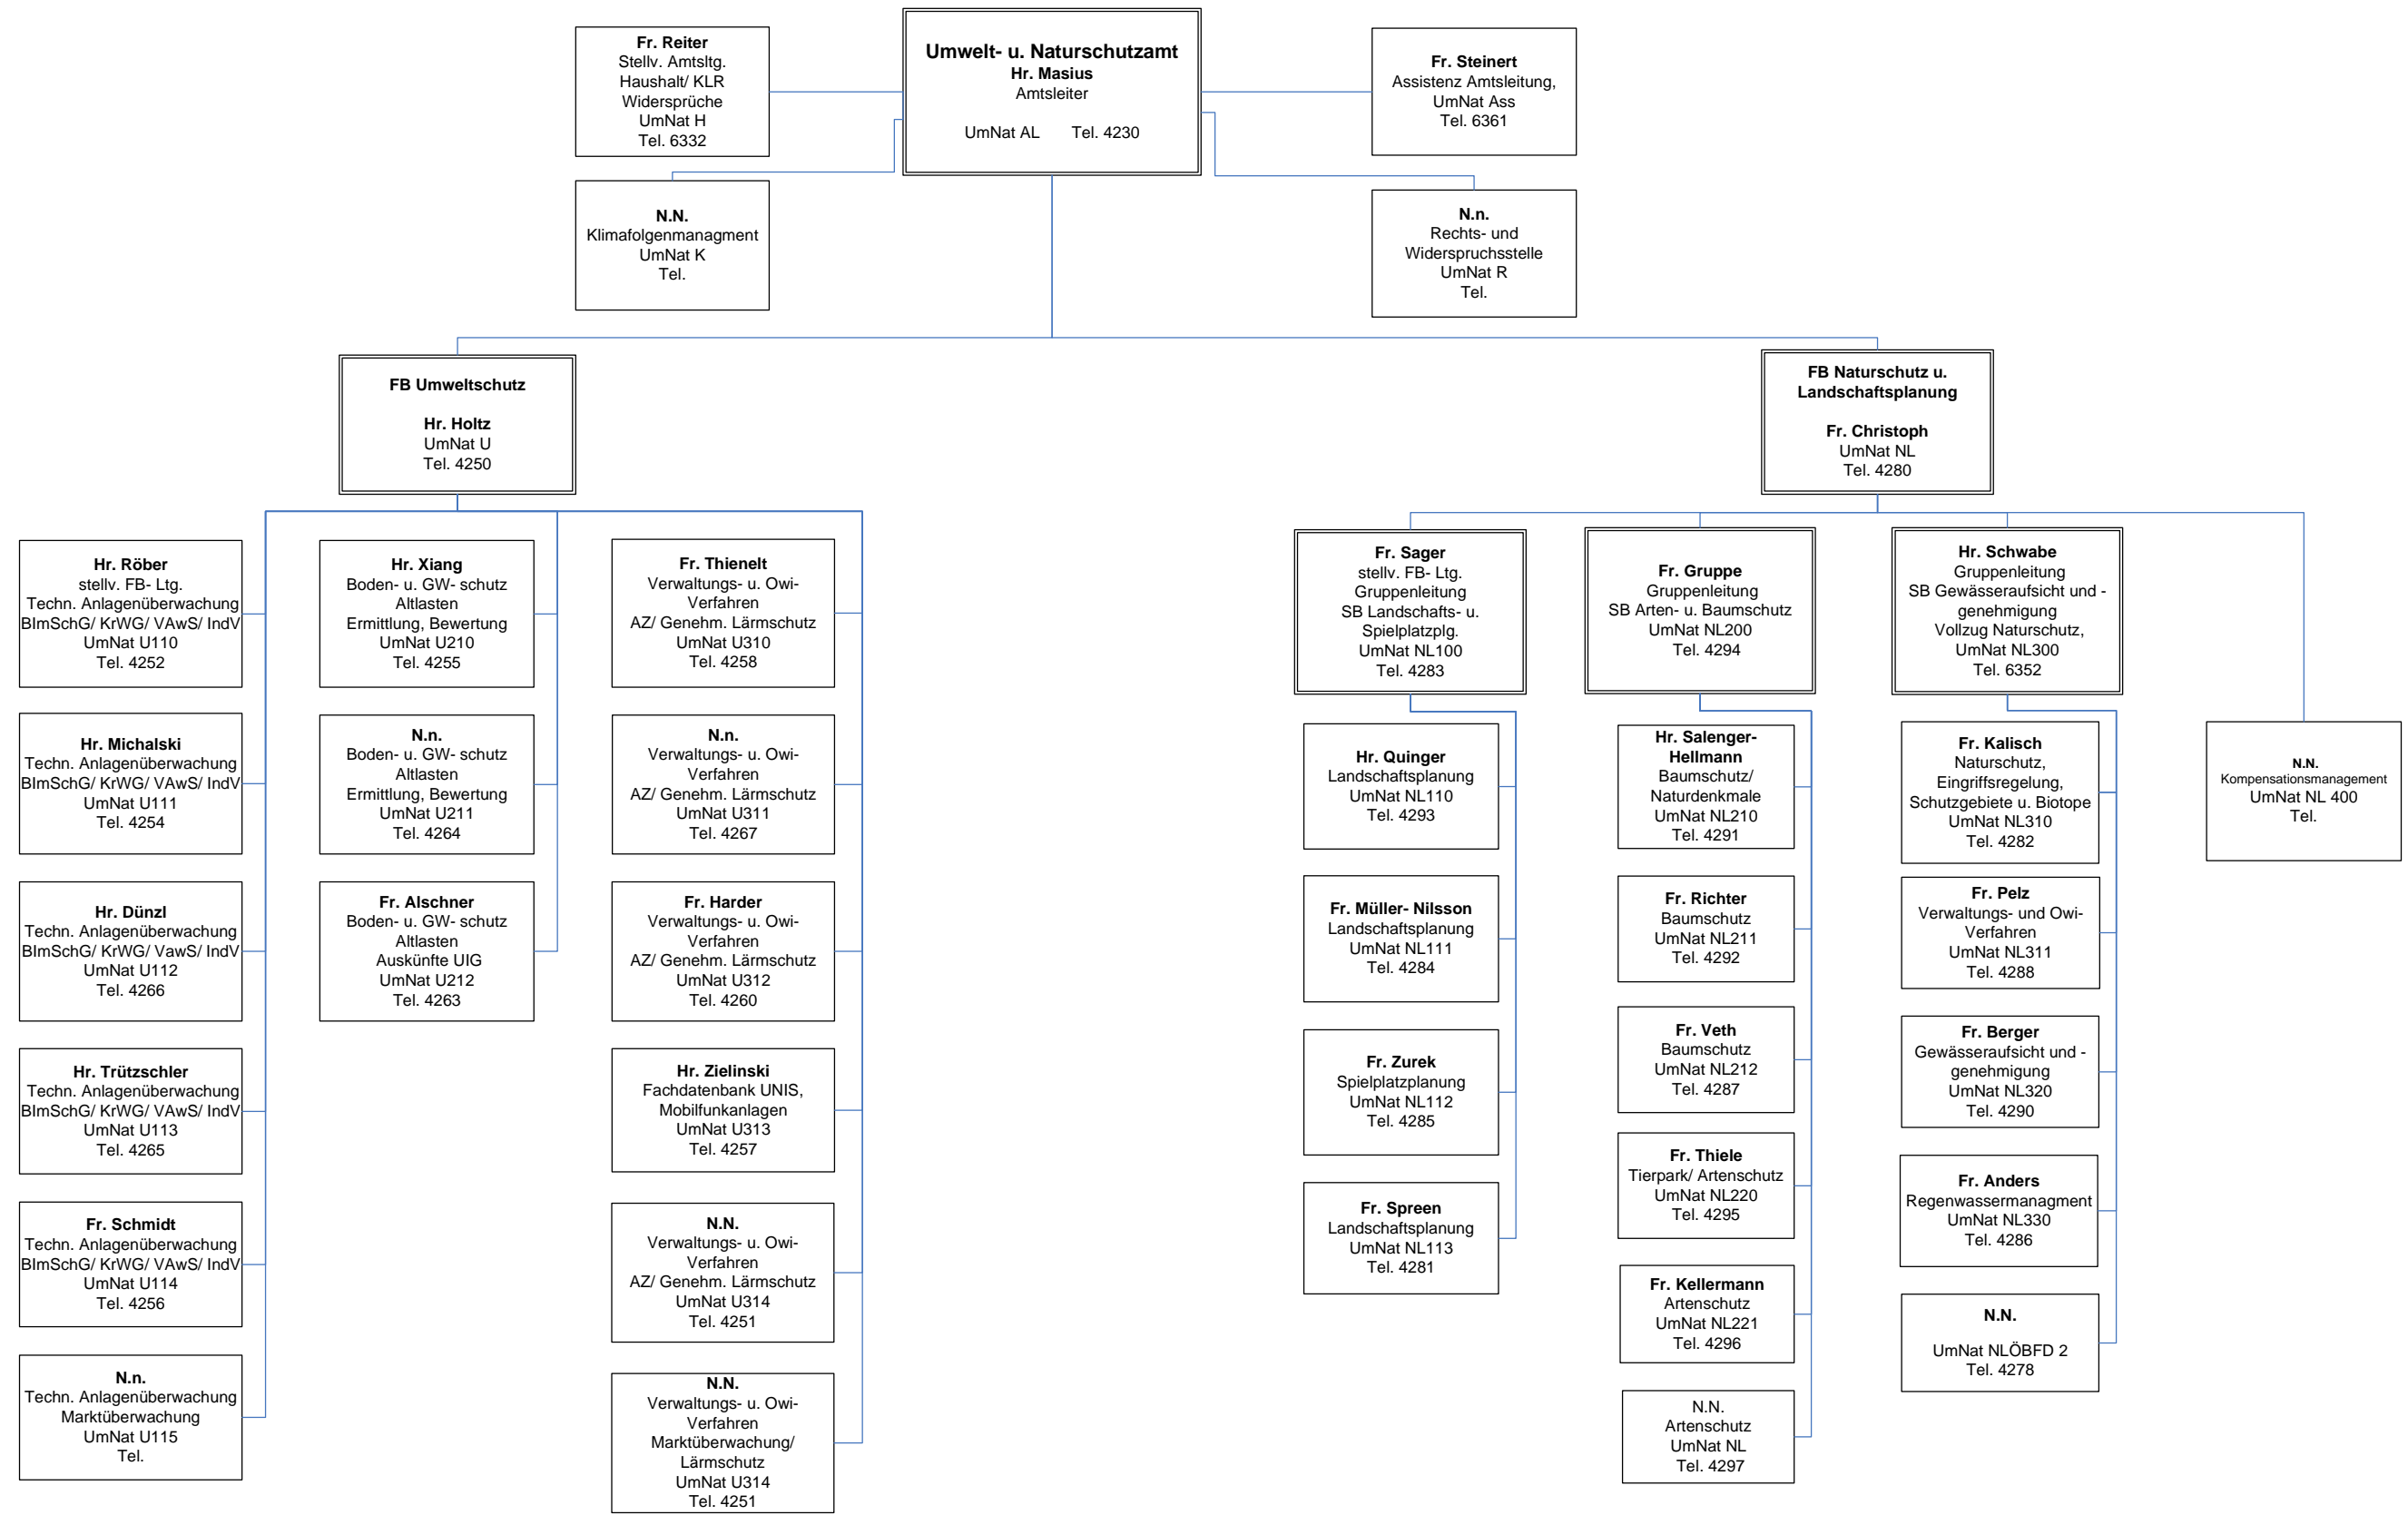 Fr. Reiter
Stellv. Amtsltg.
Haushalt/ KLR
Widersprüche
UmNat H
Tel. 6332
Umwelt- u. Naturschutzamt
Hr. Masius
Amtsleiter
UmNat AL Tel. 4230
Fr. Steinert
Assistenz Amtsleitung,
UmNat Ass
Tel. 6361
N.N.
Klimafolgenmanagment
UmNat K
Tel.
N.n.
Rechts- und
Widerspruchsstelle
UmNat R
Tel.
FB Umweltschutz
Hr. Holtz
UmNat U
Tel. 4250
FB Naturschutz u.
Landschaftsplanung
Fr. Christoph
UmNat NL
Tel. 4280
Hr. Röber
stellv. FB- Ltg.
Techn. Anlagenüberwachung
BImSchG/ KrWG/ VAwS/ IndV
UmNat U110
Tel. 4252
Hr. Michalski
Techn. Anlagenüberwachung
BImSchG/ KrWG/ VAwS/ IndV
UmNat U111
Tel. 4254
Hr. Dünzl
Techn. Anlagenüberwachung
BImSchG/ KrWG/ VawS/ IndV
UmNat U112
Tel. 4266
Hr. Trützschler
Techn. Anlagenüberwachung
BImSchG/ KrWG/ VAwS/ IndV
UmNat U113
Tel. 4265
Fr. Schmidt
Techn. Anlagenüberwachung
BImSchG/ KrWG/ VAwS/ IndV
UmNat U114
Tel. 4256
N.n.
Techn. Anlagenüberwachung
Marktüberwachung
UmNat U115
Tel.
Hr. Xiang
Boden- u. GW- schutz
Altlasten
Ermittlung, Bewertung
UmNat U210
Tel. 4255
N.n.
Boden- u. GW- schutz
Altlasten
Ermittlung, Bewertung
UmNat U211
Tel. 4264
Fr. Alschner
Boden- u. GW- schutz
Altlasten
Auskünfte UIG
UmNat U212
Tel. 4263
Fr. Thienelt
Verwaltungs- u. Owi-
Verfahren
AZ/ Genehm. Lärmschutz
UmNat U310
Tel. 4258
N.n.
Verwaltungs- u. Owi-
Verfahren
AZ/ Genehm. Lärmschutz
UmNat U311
Tel. 4267
Fr. Harder
Verwaltungs- u. Owi-
Verfahren
AZ/ Genehm. Lärmschutz
UmNat U312
Tel. 4260
Hr. Zielinski
Fachdatenbank UNIS,
Mobilfunkanlagen
UmNat U313
Tel. 4257
N.N.
Verwaltungs- u. Owi-
Verfahren
AZ/ Genehm. Lärmschutz
UmNat U314
Tel. 4251
N.N.
Verwaltungs- u. Owi-
Verfahren
Marktüberwachung/
Lärmschutz
UmNat U314
Tel. 4251
Fr. Sager
stellv. FB- Ltg.
Gruppenleitung
SB Landschafts- u.
Spielplatzplg.
UmNat NL100
Tel. 4283
Hr. Quinger
Landschaftsplanung
UmNat NL110
Tel. 4293
Fr. Müller- Nilsson
Landschaftsplanung
UmNat NL111
Tel. 4284
Fr. Zurek
Spielplatzplanung
UmNat NL112
Tel. 4285
Fr. Spreen
Landschaftsplanung
UmNat NL113
Tel. 4281
Fr. Gruppe
Gruppenleitung
SB Arten- u. Baumschutz
UmNat NL200
Tel. 4294
Hr. Salenger-
Hellmann
Baumschutz/
Naturdenkmale
UmNat NL210
Tel. 4291
Fr. Richter
Baumschutz
UmNat NL211
Tel. 4292
Fr. Veth
Baumschutz
UmNat NL212
Tel. 4287
Fr. Thiele
Tierpark/ Artenschutz
UmNat NL220
Tel. 4295
Fr. Kellermann
Artenschutz
UmNat NL221
Tel. 4296
N.N.
Artenschutz
UmNat NL
Tel. 4297
Hr. Schwabe
Gruppenleitung
SB Gewässeraufsicht und -
genehmigung
Vollzug Naturschutz,
UmNat NL300
Tel. 6352
Fr. Kalisch
Naturschutz,
Eingriffsregelung,
Schutzgebiete u. Biotope
UmNat NL310
Tel. 4282
Fr. Pelz
Verwaltungs- und Owi-
Verfahren
UmNat NL311
Tel. 4288
Fr. Berger
Gewässeraufsicht und -
genehmigung
UmNat NL320
Tel. 4290
Fr. Anders
Regenwassermanagment
UmNat NL330
Tel. 4286
N.N.
UmNat NLÖBFD 2
Tel. 4278
N.N.
Kompensationsmanagement
UmNat NL 400
Tel.